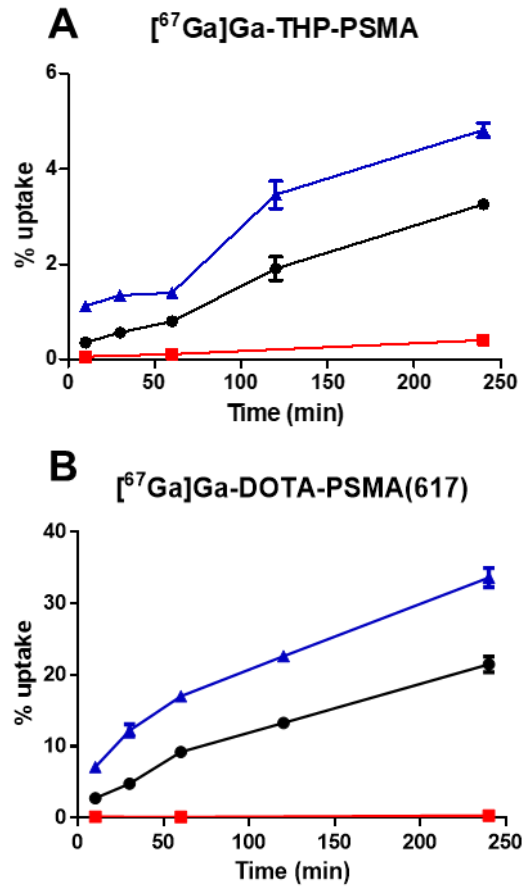 A
[⁶⁷Ga]Ga-THP-PSMA
% uptake
6
4
2
0
0 50 100 150 200 250
Time (min)
B
[⁶⁷Ga]Ga-DOTA-PSMA(617)
% uptake
40
30
20
10
0
0 50 100 150 200 250
Time (min)